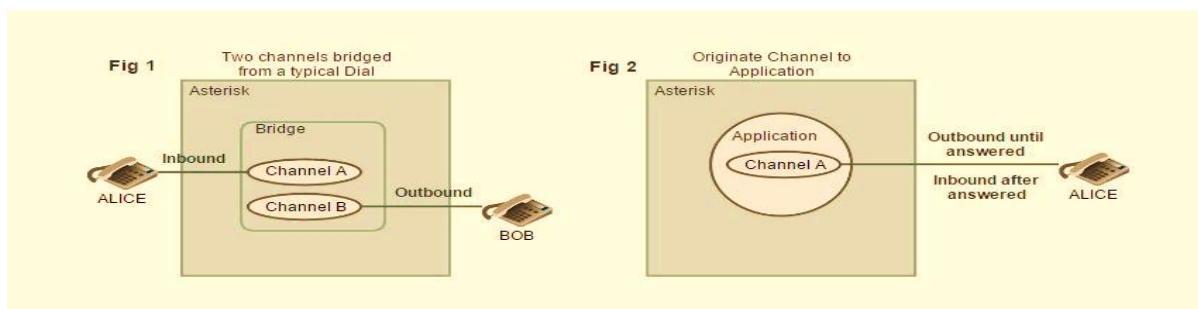 Fig 1
Two channels bridged
from a typical Dial
Asterisk
Bridge
Inbound
Channel A
ALICE
Channel B
Outbound
BOB
Fig 2
Originate Channel to
Application
Asterisk
Application
Channel A
Outbound until
answered
Inbound after
answered
ALICE